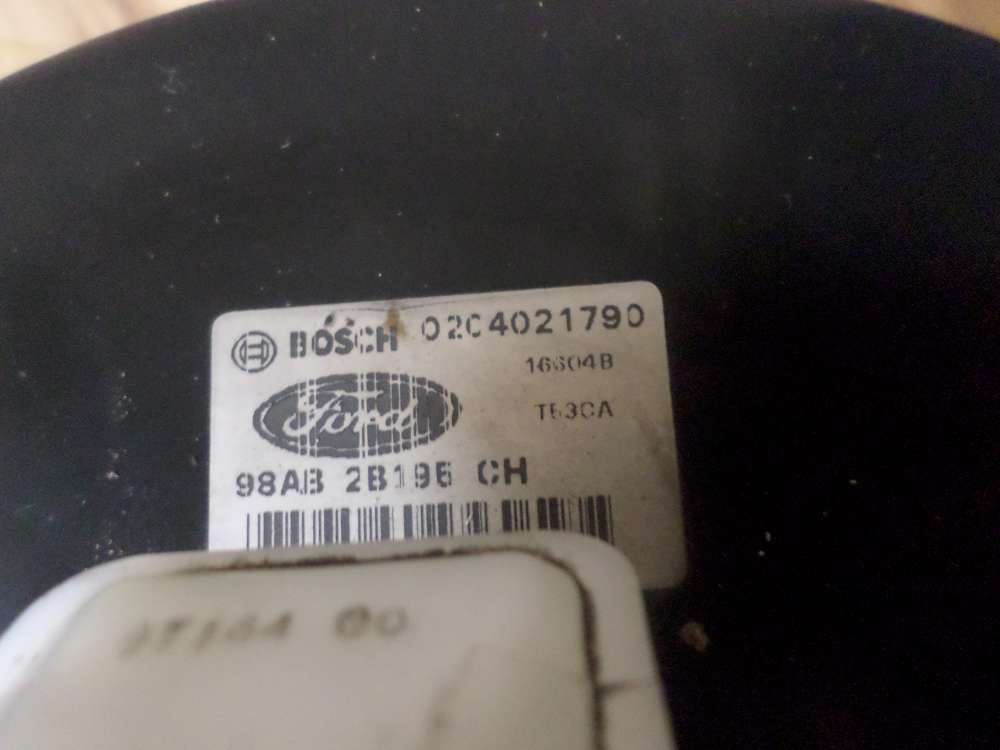 BOSCH 0204021790
16604B
Ford
T53CA
98AB 2B195 CH